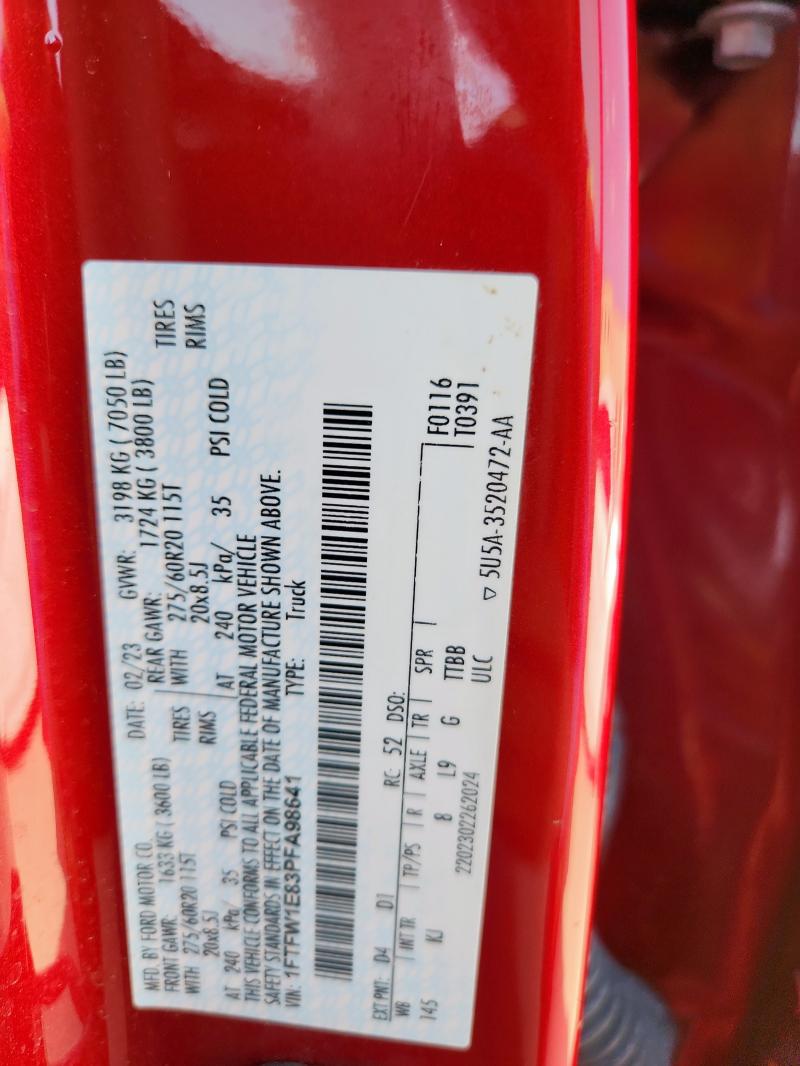 MFD. BY FORD MOTOR CO. DATE: 02/23 GVWR: 3198 KG ( 7050 LB)
FRONT GAWR: 1633 KG ( 3600 LB) REAR GAWR: 1724 KG ( 3800 LB)
WITH 275/60R20 115T TIRES WITH 275/60R20 115T TIRES
20x8.5J RIMS 20x8.5J RIMS
AT 240 kPa/ 35 PSI COLD AT 240 kPa/ 35 PSI COLD
THIS VEHICLE CONFORMS TO ALL APPLICABLE FEDERAL MOTOR VEHICLE
SAFETY STANDARDS IN EFFECT ON THE DATE OF MANUFACTURE SHOWN ABOVE.
VIN: 1FTFW1E83PFA98641 TYPE: Truck
EXT PNT: D4 D1 RC: 52 DSO: F0116
WB INT TR TP/PS R AXLE TR SPR T0391
145 KJ 8 L9 G TTBB
2202302262024 ULC ▽ 5U5A-3520472-AA